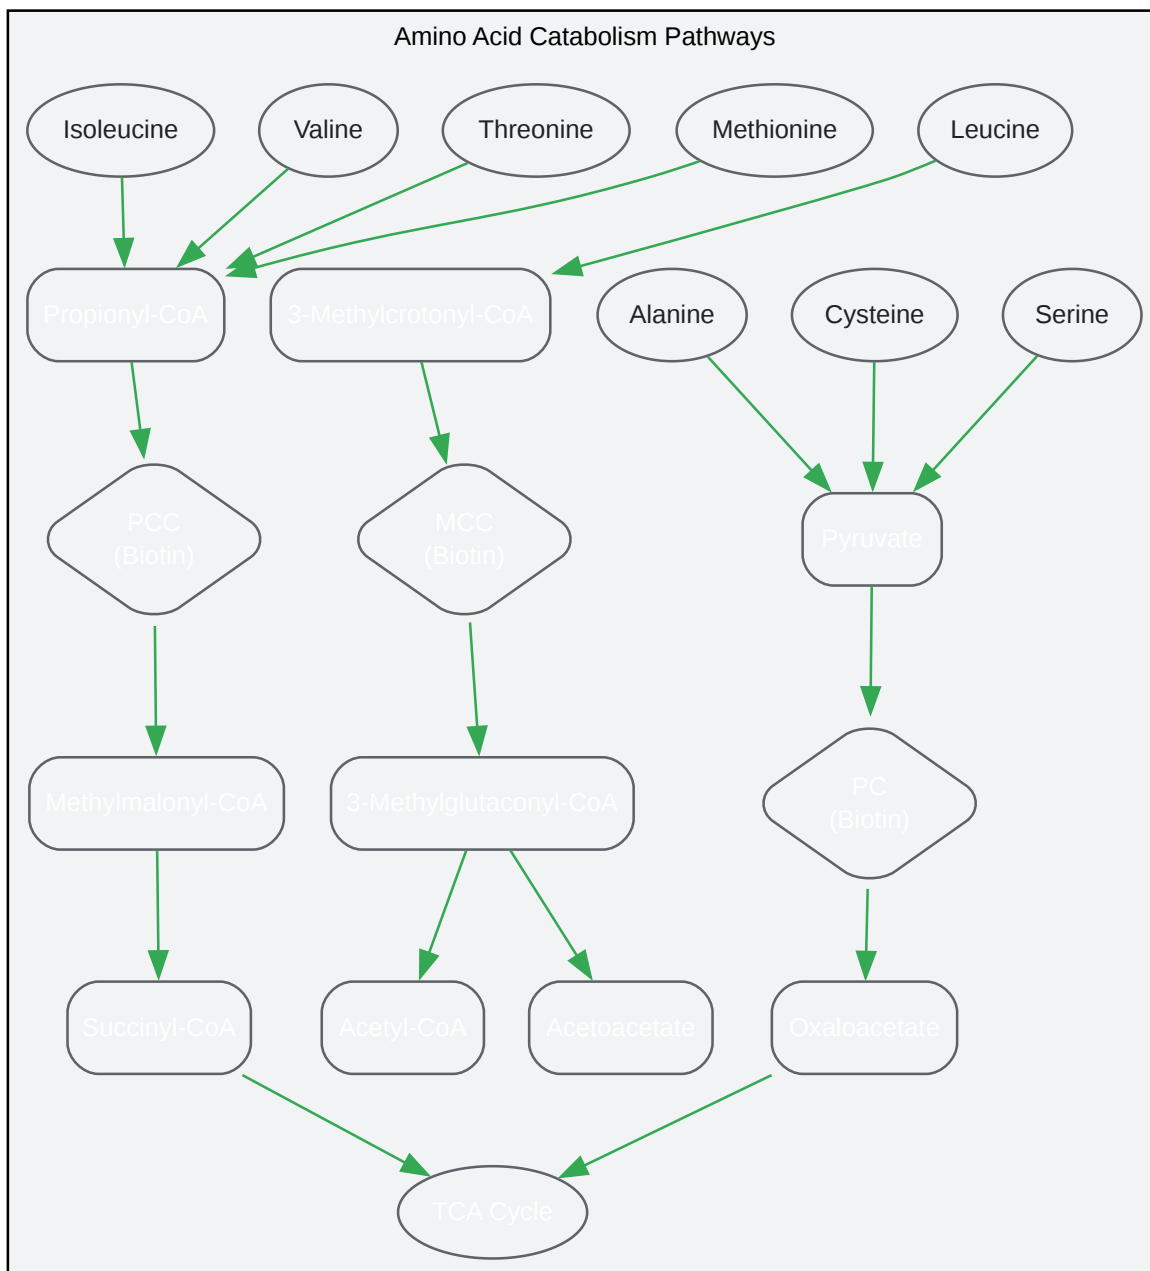 Amino Acid Catabolism Pathways
Isoleucine
Valine
Threonine
Methionine
Leucine
Propionyl-CoA
3-Methylcrotonyl-CoA
Alanine
Cysteine
Serine
PCC
(Biotin)
MCC
(Biotin)
Pyruvate
Methylmalonyl-CoA
3-Methylglutaconyl-CoA
PC
(Biotin)
Succinyl-CoA
Acetyl-CoA
Acetoacetate
Oxaloacetate
TCA Cycle